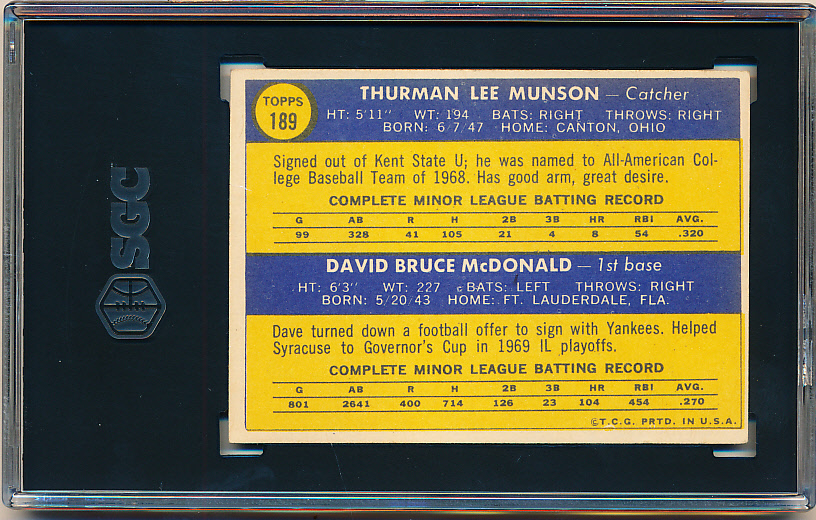 SGC
TOPPS
189
THURMAN LEE MUNSON — Catcher
HT: 5'11" WT: 194 BATS: RIGHT THROWS: RIGHT
BORN: 6/7/47 HOME: CANTON, OHIO
Signed out of Kent State U; he was named to All-American Col-
lege Baseball Team of 1968. Has good arm, great desire.
COMPLETE MINOR LEAGUE BATTING RECORD
G AB R H 2B 3B HR RBI AVG.
99 328 41 105 21 4 8 54 .320
DAVID BRUCE McDONALD — 1st base
HT: 6'3" WT: 227 BATS: LEFT THROWS: RIGHT
BORN: 5/20/43 HOME: FT. LAUDERDALE, FLA.
Dave turned down a football offer to sign with Yankees. Helped
Syracuse to Governor's Cup in 1969 IL playoffs.
COMPLETE MINOR LEAGUE BATTING RECORD
G AB R H 2B 3B HR RBI AVG.
801 2641 400 714 126 23 104 454 .270
©T.C.G. PRTD. IN U.S.A.